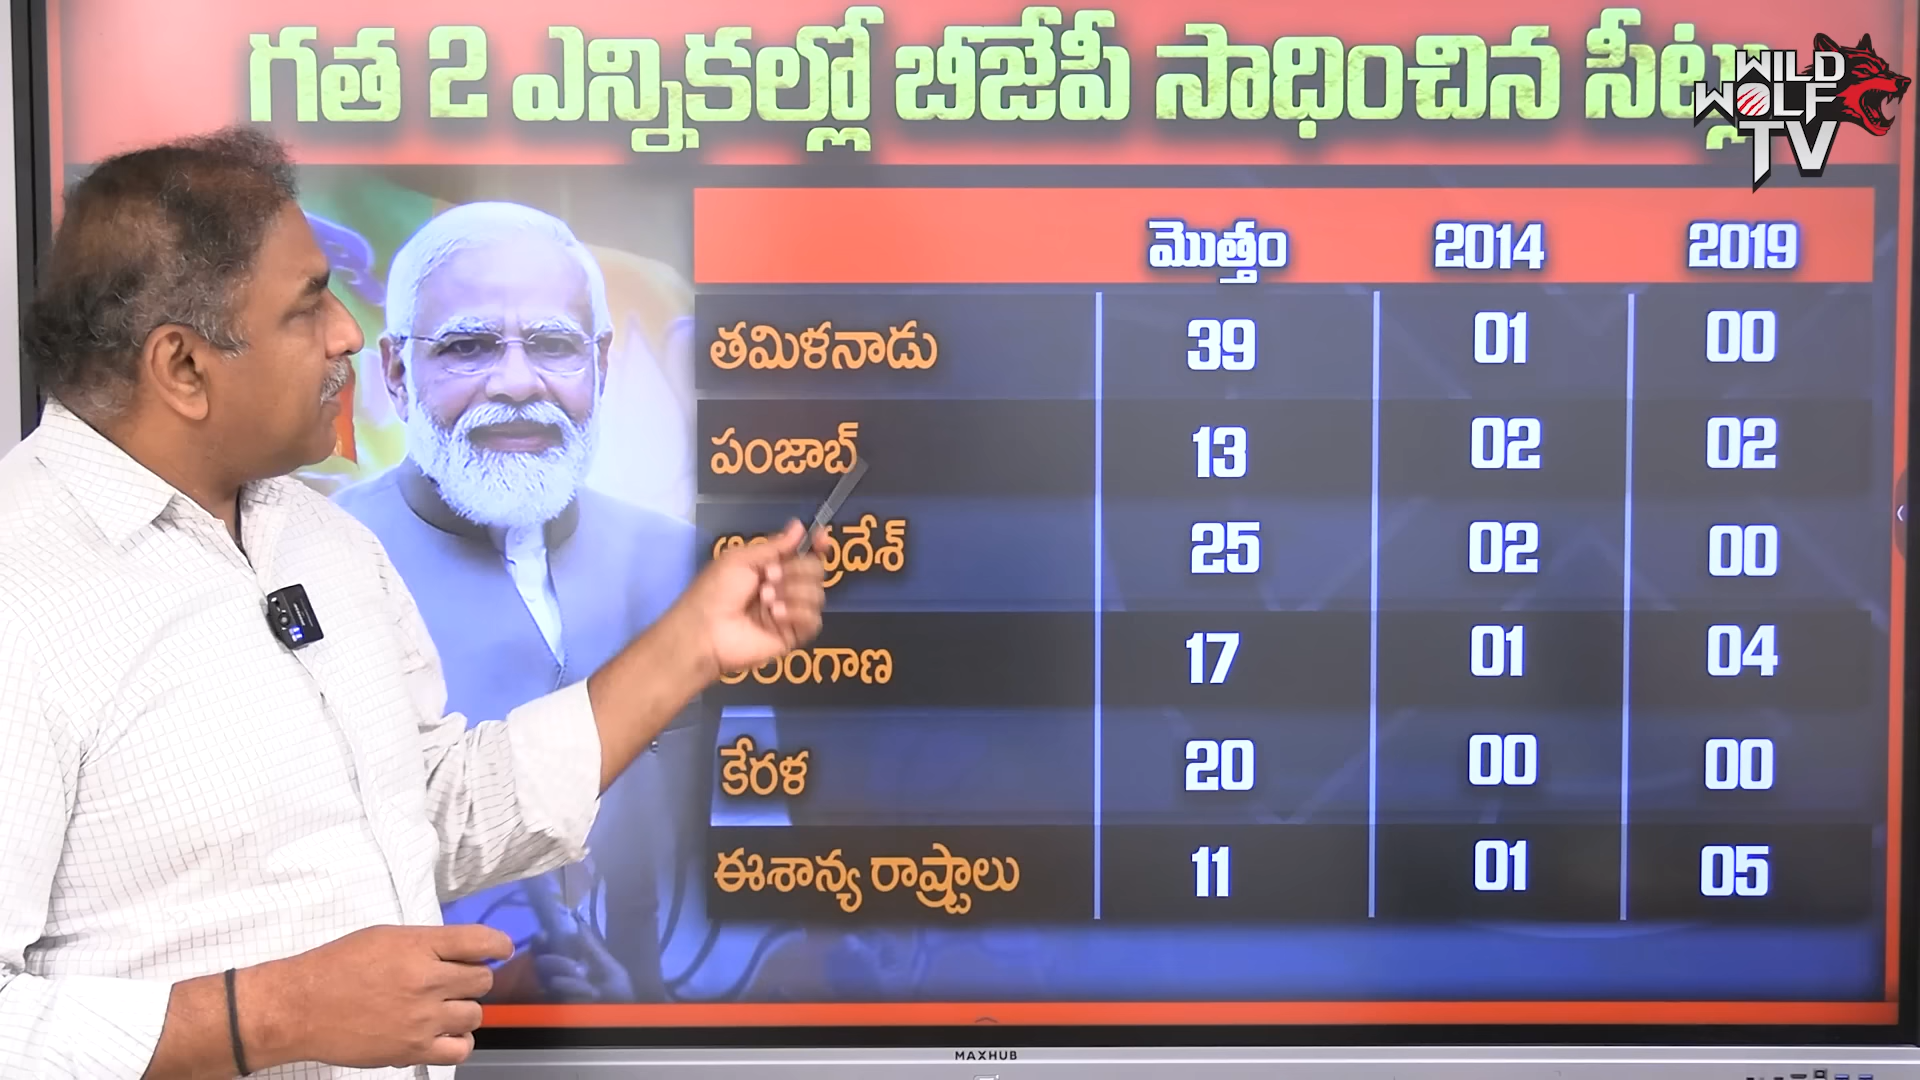 గత 2 ఎన్నికల్లో బీజేపీ సాధించిన సీట్లు
WILD
WOLF
TV
మొత్తం 2014 2019
తమిళనాడు 39 01 00
పంజాబ్ 13 02 02
25 02 00
17 01 04
కేరళ 20 00 00
ఈశాన్య రాష్ట్రాలు 11 01 05
MAXHUB